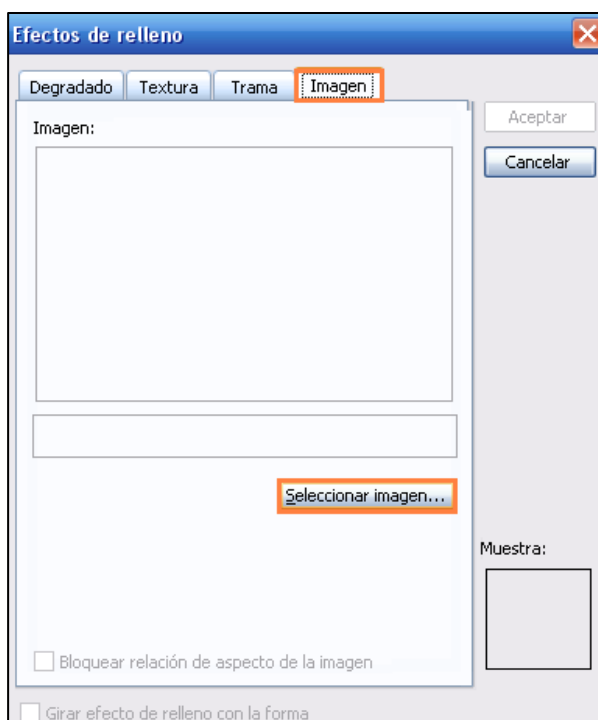 Efectos de relleno
Degradado Textura Trama Imagen
Aceptar
Imagen:
Cancelar
Seleccionar imagen...
Muestra:
Bloquear relación de aspecto de la imagen
Girar efecto de relleno con la forma